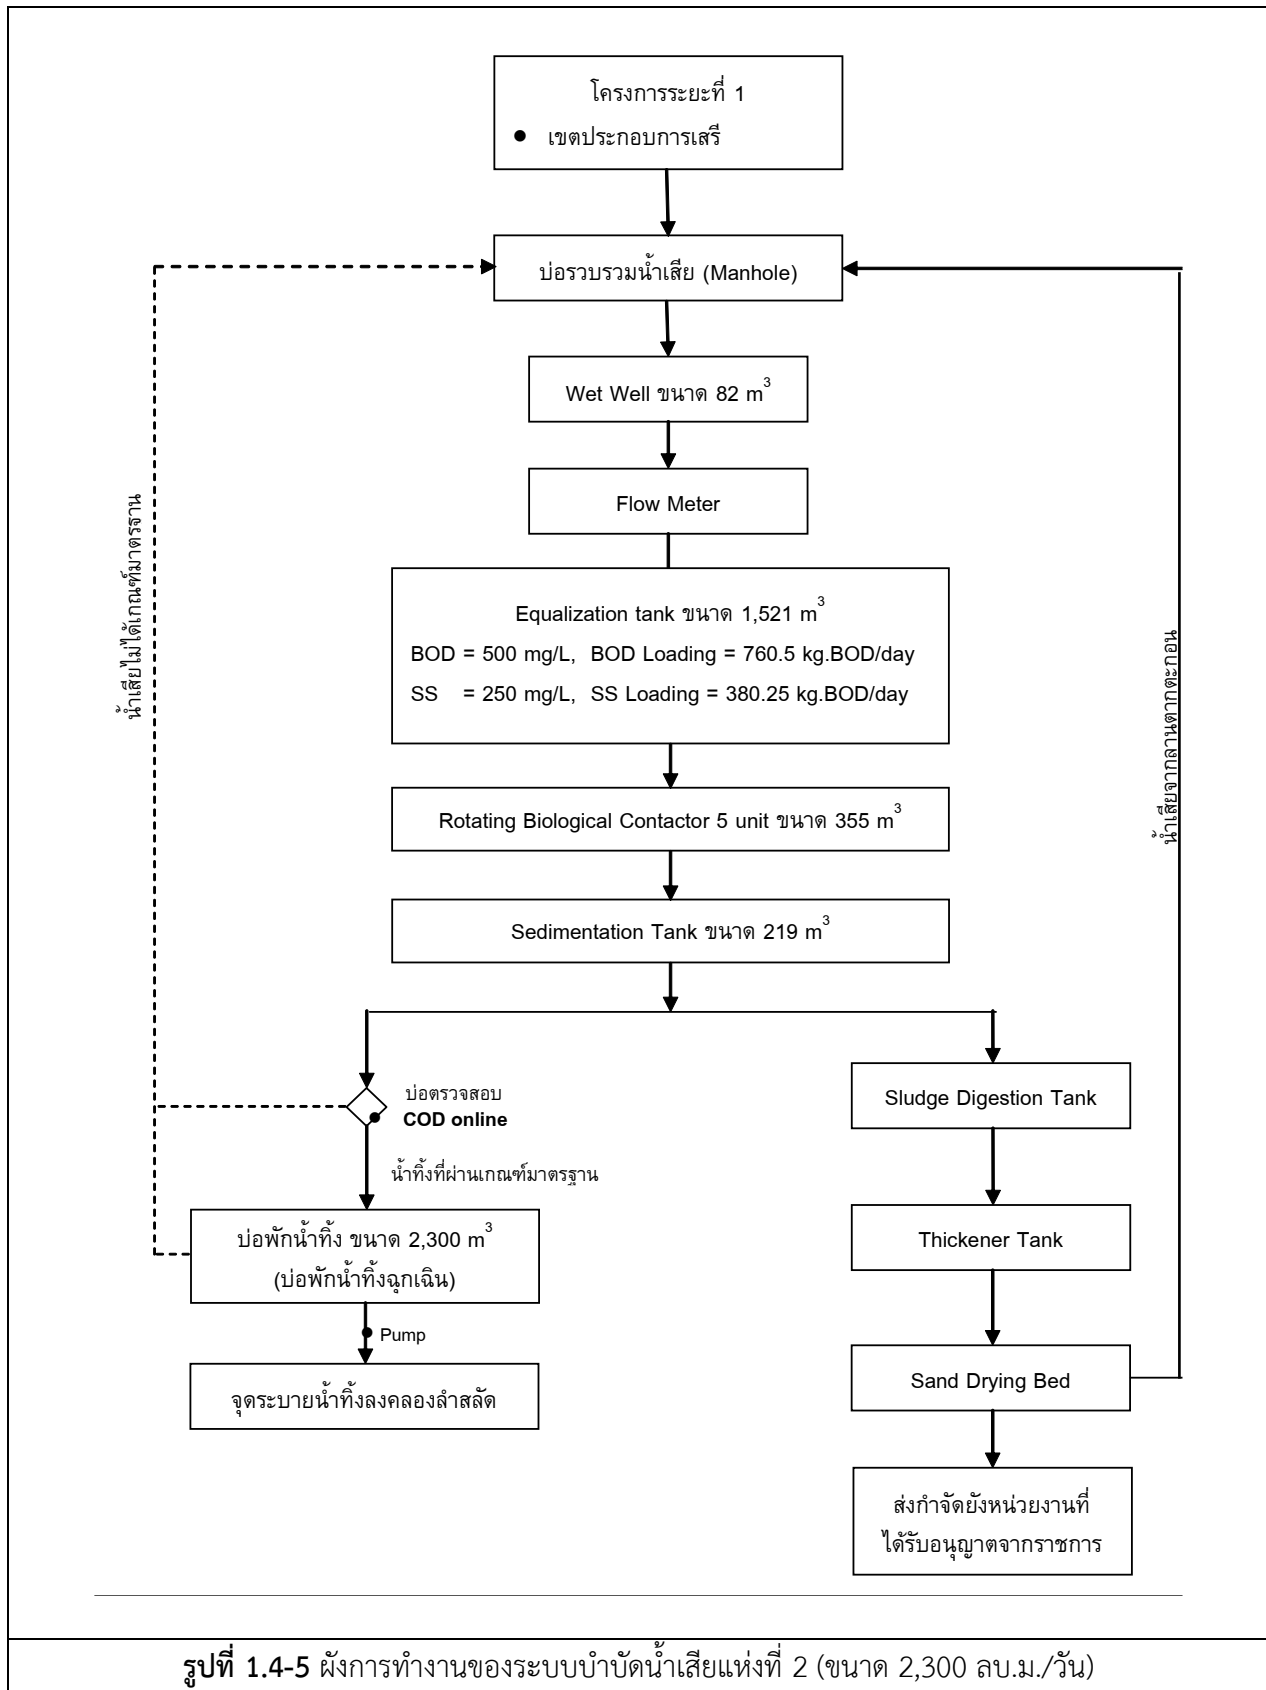 โครงการระยะที่ 1
● เขตประกอบการเสรี
บ่อรวบรวมน้ำเสีย (Manhole)
Wet Well ขนาด 82 m³
Flow Meter
Equalization tank ขนาด 1,521 m³
BOD = 500 mg/L, BOD Loading = 760.5 kg.BOD/day
SS = 250 mg/L, SS Loading = 380.25 kg.BOD/day
น้ำเสียไม่ได้เกณฑ์มาตรฐาน
น้ำเสียจากลานตากตะกอน
Rotating Biological Contactor 5 unit ขนาด 355 m³
Sedimentation Tank ขนาด 219 m³
บ่อตรวจสอบ
COD online
น้ำทิ้งที่ผ่านเกณฑ์มาตรฐาน
บ่อพักน้ำทิ้ง ขนาด 2,300 m³
(บ่อพักน้ำทิ้งฉุกเฉิน)
Pump
จุดระบายน้ำทิ้งลงคลองลำสลัด
Sludge Digestion Tank
Thickener Tank
Sand Drying Bed
ส่งกำจัดยังหน่วยงานที่
ได้รับอนุญาตจากราชการ
รูปที่ 1.4-5 ผังการทำงานของระบบบำบัดน้ำเสียแห่งที่ 2 (ขนาด 2,300 ลบ.ม./วัน)